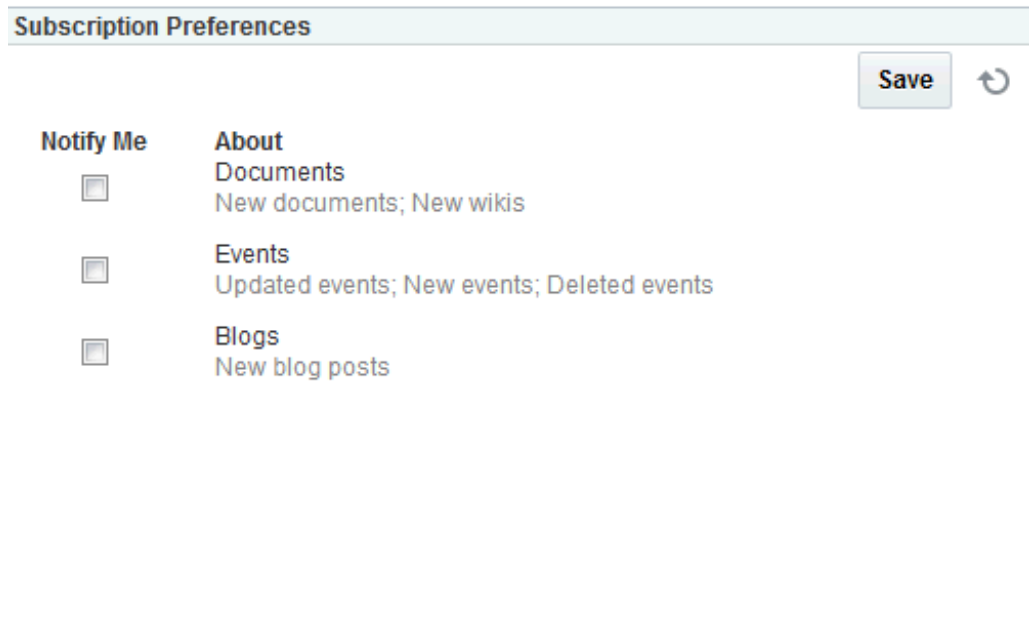 Subscription Preferences
Save
Notify Me About
Documents
New documents; New wikis
Events
Updated events; New events; Deleted events
Blogs
New blog posts